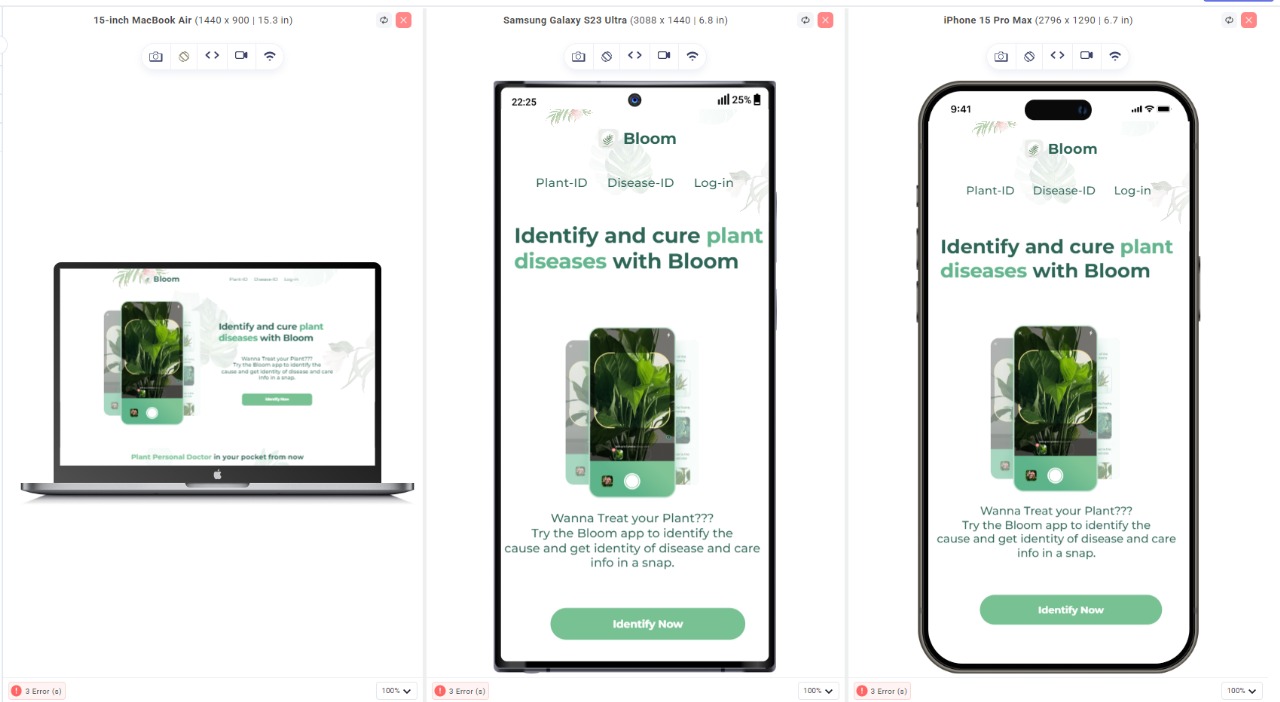 15-inch MacBook Air (1440 x 900 | 15.3 in)
Bloom
Plant-ID Disease-ID Log-in
Identify and cure plant
diseases with Bloom
Wanna Treat your Plant???
Try the Bloom app to identify the
cause and get identity of disease and care
info in a snap.
Identify Now
Plant Personal Doctor in your pocket from now
3 Error (s)
100%
Samsung Galaxy S23 Ultra (3088 x 1440 | 6.8 in)
22:25
25%
Bloom
Plant-ID Disease-ID Log-in
Identify and cure plant
diseases with Bloom
Wanna Treat your Plant???
Try the Bloom app to identify the
cause and get identity of disease and care
info in a snap.
Identify Now
3 Error (s)
100%
iPhone 15 Pro Max (2796 x 1290 | 6.7 in)
9:41
Bloom
Plant-ID Disease-ID Log-in
Identify and cure plant
diseases with Bloom
Wanna Treat your Plant???
Try the Bloom app to identify the
cause and get identity of disease and care
info in a snap.
Identify Now
3 Error (s)
100%